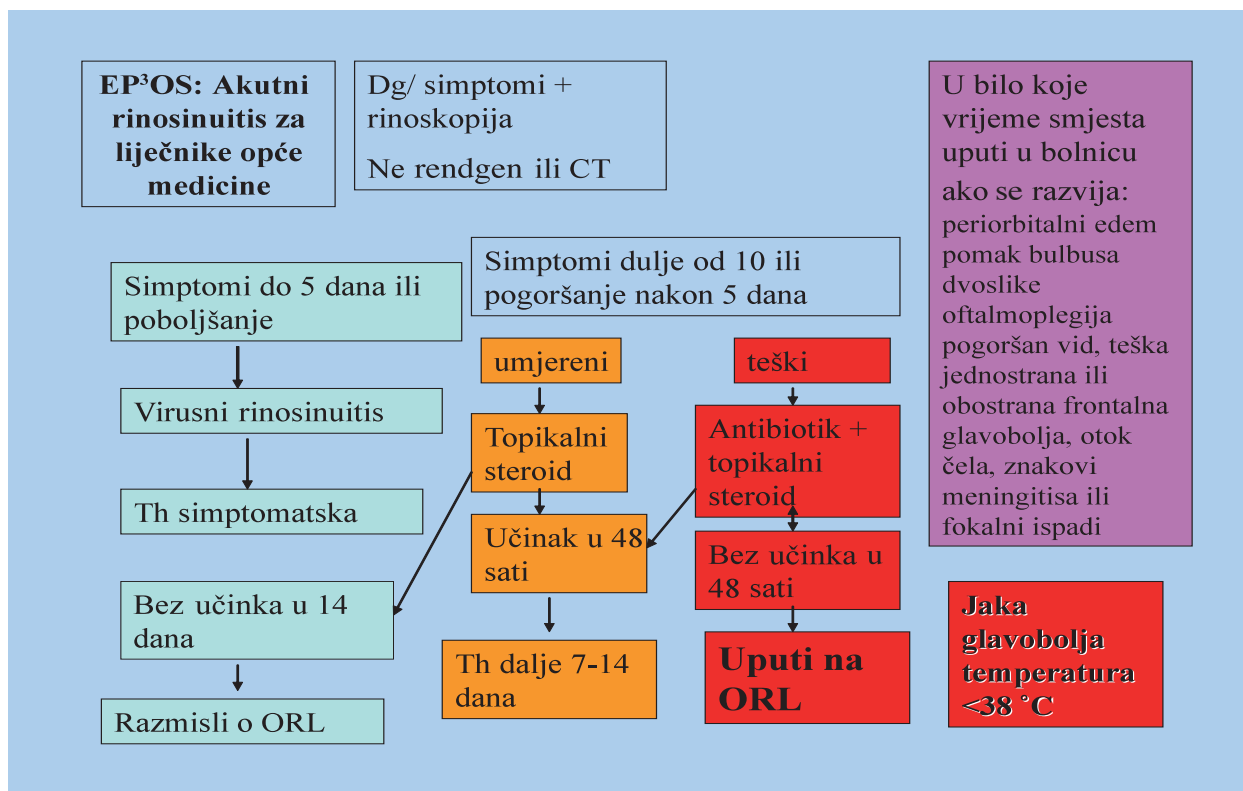 EP³OS: Akutni
rinosinuitis za
liječnike opće
medicine
Dg/ simptomi +
rinoskopija
Ne rendgen ili CT
U bilo koje
vrijeme smjesta
uputi u bolnicu
ako se razvija:
periorbitalni edem
pomak bulbusa
dvoslike
oftalmoplegija
pogoršan vid, teška
jednostrana ili
obostrana frontalna
glavobolja, otok
čela, znakovi
meningitisa ili
fokalni ispadi
Simptomi do 5 dana ili
poboljšanje
Simptomi dulje od 10 ili
pogoršanje nakon 5 dana
umjereni
teški
Virusni rinosinuitis
Topikalni
steroid
Antibiotik +
topikalni
steroid
Th simptomatska
Učinak u 48
sati
Bez učinka u
48 sati
Bez učinka u 14
dana
Th dalje 7-14
dana
Uputi na
ORL
Jaka
glavobolja
temperatura
<38 °C
Razmisli o ORL